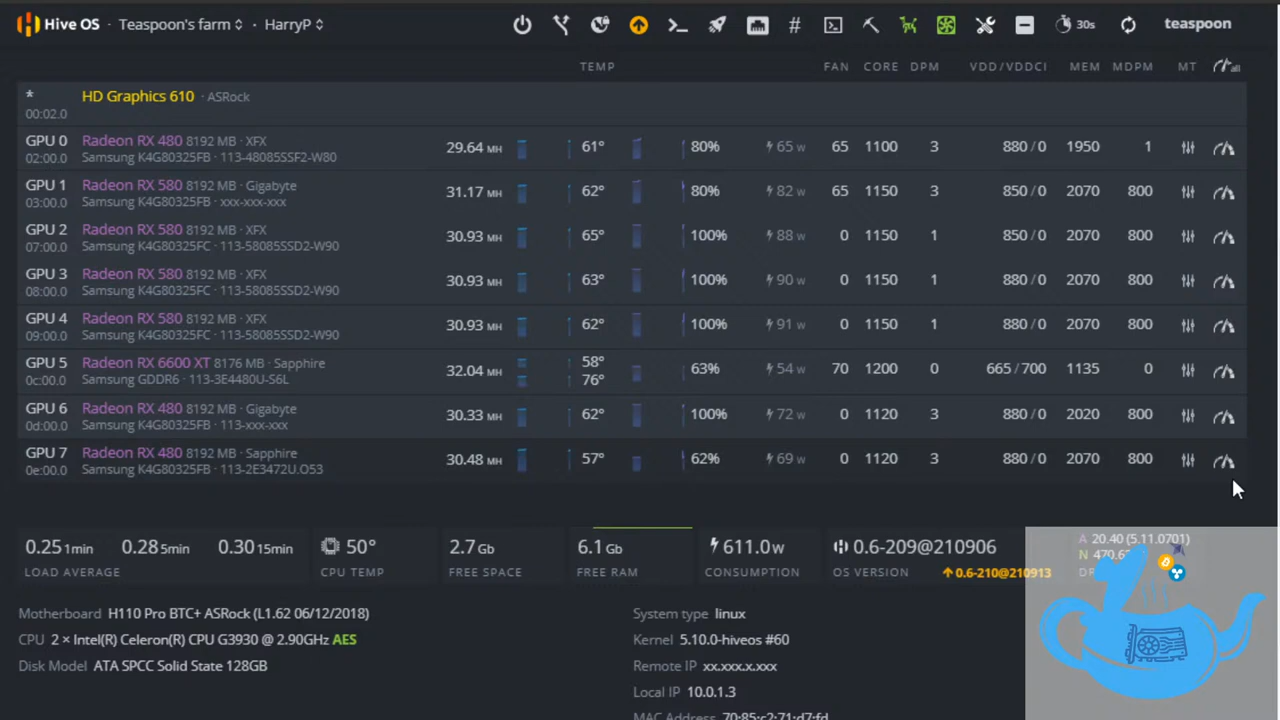 Hive OS Teaspoon's farm HarryP # 30s teaspoon
TEMP FAN CORE DPM VDD/VDDCI MEM MDPM MT all
* HD Graphics 610 · ASRock
00:02.0
GPU 0 Radeon RX 480 8192 MB · XFX 29.64 MH 61° 80% 65 w 65 1100 3 880/0 1950 1
02:00.0 Samsung K4G80325FB · 113-48085SSF2-W80
GPU 1 Radeon RX 580 8192 MB · Gigabyte 31.17 MH 62° 80% 82 w 65 1150 3 850/0 2070 800
03:00.0 Samsung K4G80325FB · xxx-xxx-xxx
GPU 2 Radeon RX 580 8192 MB · XFX 30.93 MH 65° 100% 88 w 0 1150 1 850/0 2070 800
07:00.0 Samsung K4G80325FC · 113-58085SSD2-W90
GPU 3 Radeon RX 580 8192 MB · XFX 30.93 MH 63° 100% 90 w 0 1150 1 880/0 2070 800
08:00.0 Samsung K4G80325FC · 113-58085SSD2-W90
GPU 4 Radeon RX 580 8192 MB · XFX 30.93 MH 62° 100% 91 w 0 1150 1 880/0 2070 800
09:00.0 Samsung K4G80325FC · 113-58085SSD2-W90
GPU 5 Radeon RX 6600 XT 8176 MB · Sapphire 32.04 MH 58° 63% 54 w 70 1200 0 665/700 1135 0
0c:00.0 Samsung GDDR6 · 113-3E4480U-S6L 76°
GPU 6 Radeon RX 480 8192 MB · Gigabyte 30.33 MH 62° 100% 72 w 0 1120 3 880/0 2020 800
0d:00.0 Samsung K4G80325FB · 113-xxx-xxx
GPU 7 Radeon RX 480 8192 MB · Sapphire 30.48 MH 57° 62% 69 w 0 1120 3 880/0 2070 800
0e:00.0 Samsung K4G80325FB · 113-2E3472U.O53
0.25 1min 0.28 5min 0.30 15min 50° 2.7 Gb 6.1 Gb 611.0 w 0.6-209@210906 A 20.40 (5.11.0701)
N
LOAD AVERAGE CPU TEMP FREE SPACE FREE RAM CONSUMPTION OS VERSION 0.6-210@210913
Motherboard H110 Pro BTC+ ASRock (L1.62 06/12/2018) System type linux
CPU 2 × Intel(R) Celeron(R) CPU G3930 @ 2.90GHz AES Kernel 5.10.0-hiveos #60
Disk Model ATA SPCC Solid State 128GB Remote IP xx.xxx.x.xxx
Local IP 10.0.1.3
MAC Address 70:85:c2:71:d7:fd